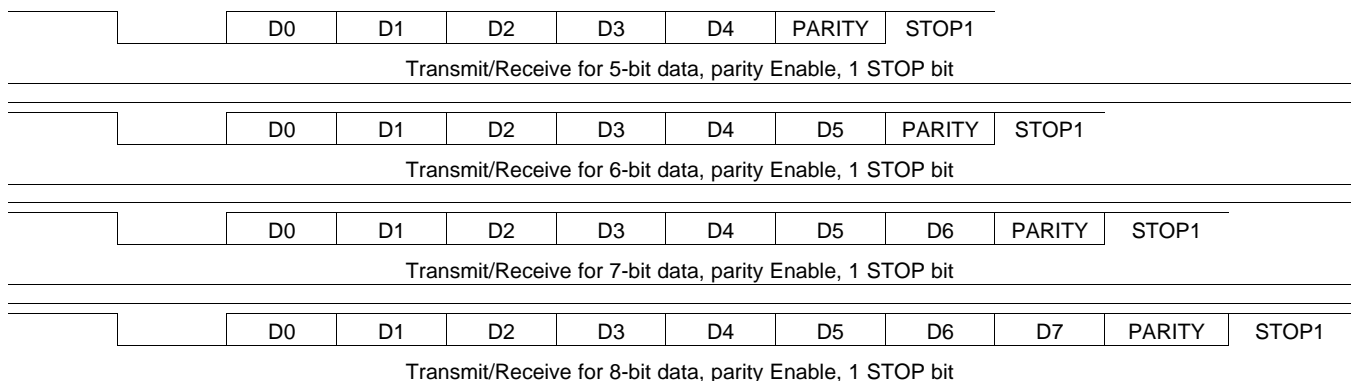 D0 D1 D2 D3 D4 PARITY STOP1
Transmit/Receive for 5-bit data, parity Enable, 1 STOP bit
D0 D1 D2 D3 D4 D5 PARITY STOP1
Transmit/Receive for 6-bit data, parity Enable, 1 STOP bit
D0 D1 D2 D3 D4 D5 D6 PARITY STOP1
Transmit/Receive for 7-bit data, parity Enable, 1 STOP bit
D0 D1 D2 D3 D4 D5 D6 D7 PARITY STOP1
Transmit/Receive for 8-bit data, parity Enable, 1 STOP bit